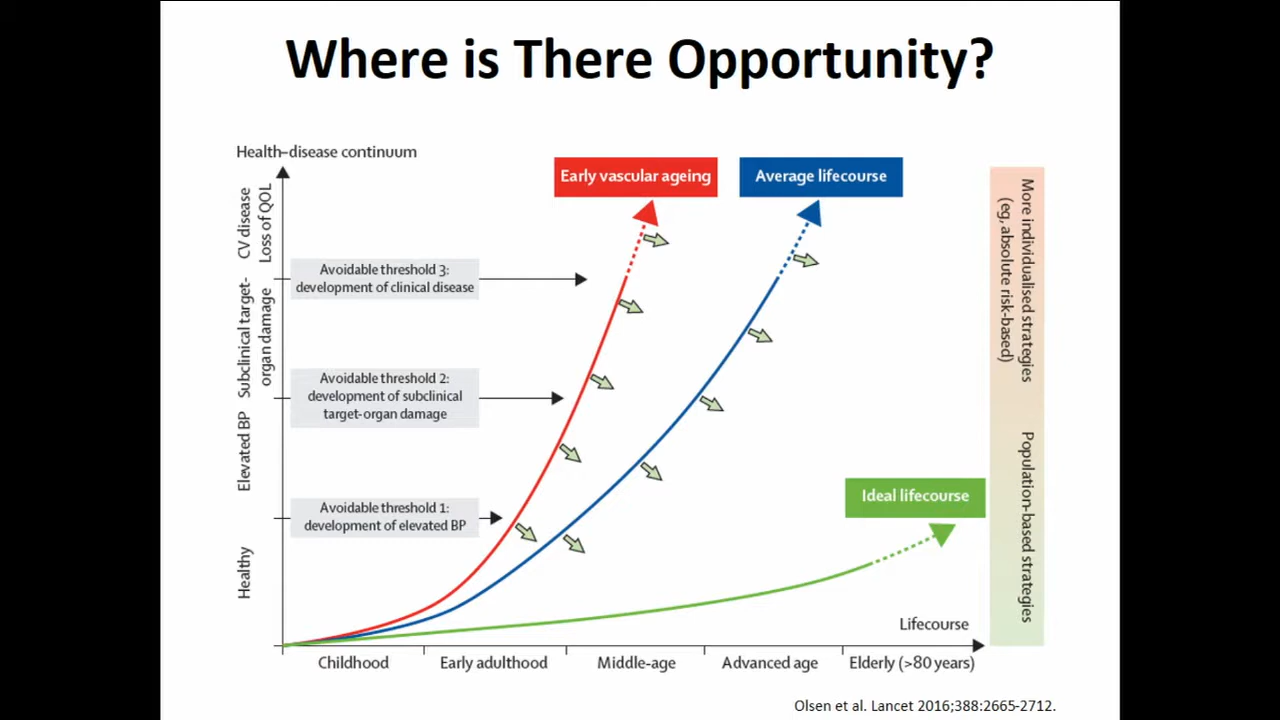 Where is There Opportunity?
Health–disease continuum
Early vascular ageing
Average lifecourse
CV disease
Loss of QOL
Subclinical target-
organ damage
Elevated BP
Healthy
Avoidable threshold 3:
development of clinical disease
Avoidable threshold 2:
development of subclinical
target-organ damage
Avoidable threshold 1:
development of elevated BP
Ideal lifecourse
More individualised strategies
(eg, absolute risk-based)
Population-based strategies
Lifecourse
Childhood
Early adulthood
Middle-age
Advanced age
Elderly (>80 years)
Olsen et al. Lancet 2016;388:2665-2712.